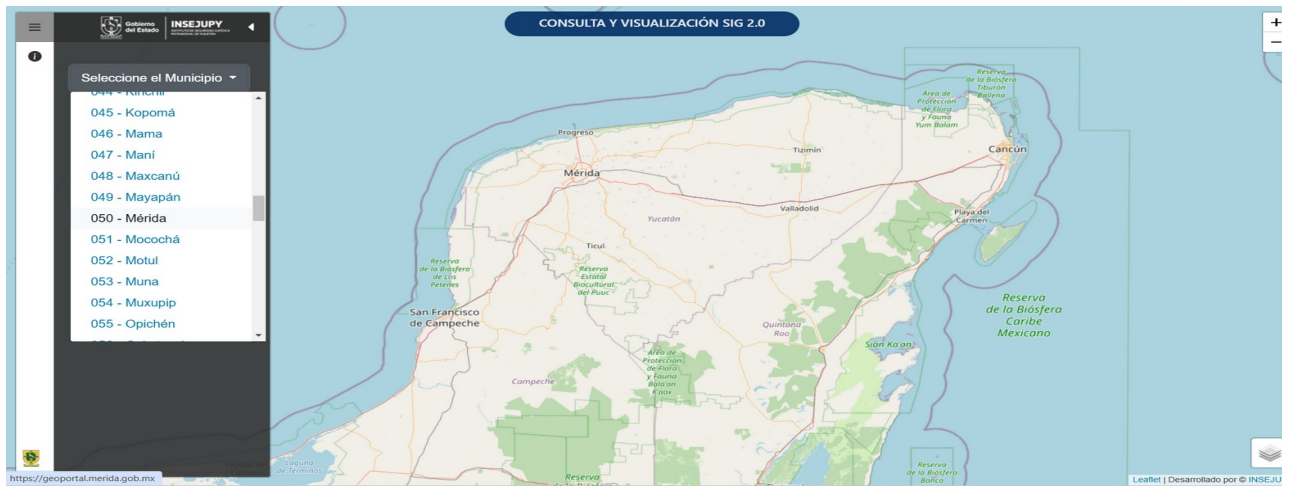 Gobierno
del Estado
INSEJUPY
CONSULTA Y VISUALIZACIÓN SIG 2.0
Seleccione el Municipio
045 - Kopomá
046 - Mama
047 - Maní
048 - Maxcanú
049 - Mayapán
050 - Mérida
051 - Mocochá
052 - Motul
053 - Muna
054 - Muxupip
055 - Opichén
https://geoportal.merida.gob.mx
+
−
Reserva
de la Biósfera
Tiburón
Ballena
Área de
Protección
de Flora
y Fauna
Yum Balam
Progreso
Tizimín
Cancún
Mérida
Valladolid
Playa del
Carmen
Yucatán
Ticul
Reserva
de la Biosfera
de Los
Petenes
Reserva
Estatal
Biocultural
del Puuc
San Francisco
de Campeche
Quintana
Roo
Reserva
de la Biósfera
Caribe
Mexicano
Sian Ka'an
Área de
Protección
de Flora
y Fauna
Bala'an
K'aax
Campeche
Laguna
de Términos
Reserva
Reserva
de la Biósfera
Banco
Leaflet | Desarrollado por © INSEJU